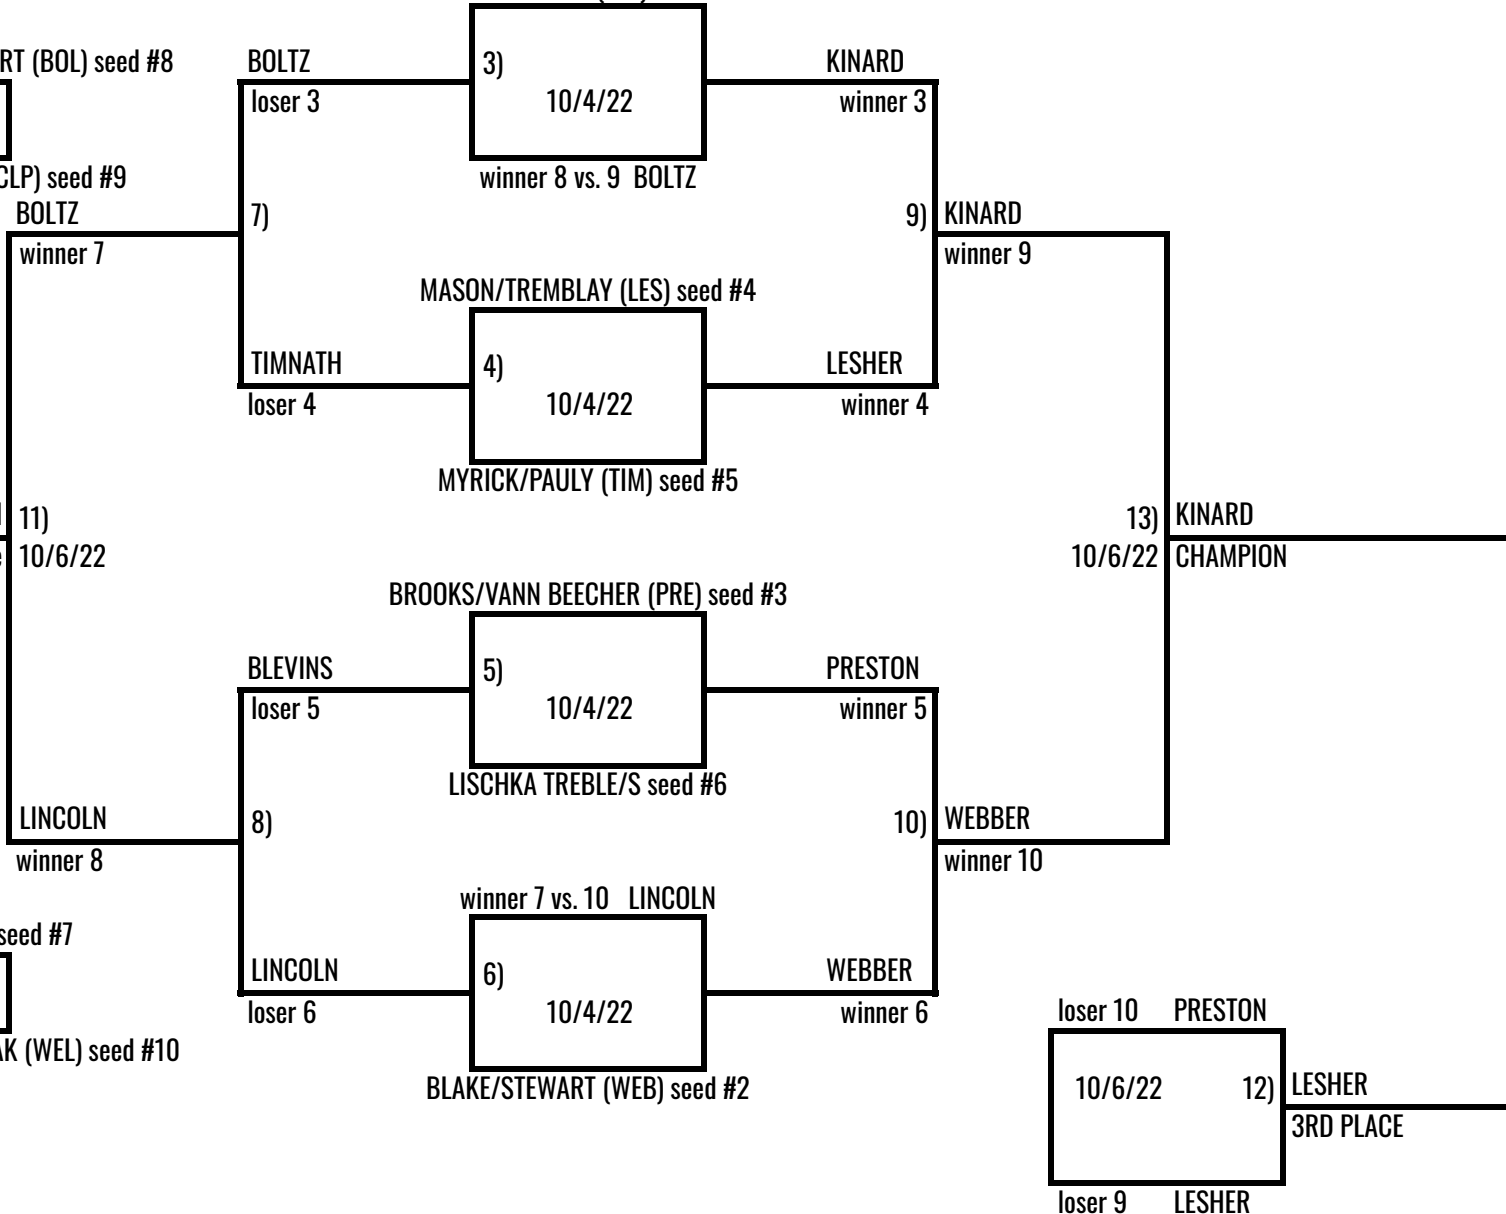 RT (BOL) seed #8
CLP) seed #9
BOLTZ
winner 7
11)
10/6/22
LINCOLN
winner 8
seed #7
AK (WEL) seed #10
BOLTZ
loser 3
7)
TIMNATH
loser 4
BLEVINS
loser 5
8)
LINCOLN
loser 6
3)
10/4/22
winner 8 vs. 9 BOLTZ
MASON/TREMBLAY (LES) seed #4
4)
10/4/22
MYRICK/PAULY (TIM) seed #5
BROOKS/VANN BEECHER (PRE) seed #3
5)
10/4/22
LISCHKA TREBLE/S seed #6
winner 7 vs. 10 LINCOLN
6)
10/4/22
BLAKE/STEWART (WEB) seed #2
KINARD
winner 3
9)
LESHER
winner 4
PRESTON
winner 5
10)
WEBBER
winner 6
KINARD
winner 9
WEBBER
winner 10
13)
10/6/22
KINARD
CHAMPION
loser 10 PRESTON
10/6/22 12)
loser 9 LESHER
LESHER
3RD PLACE